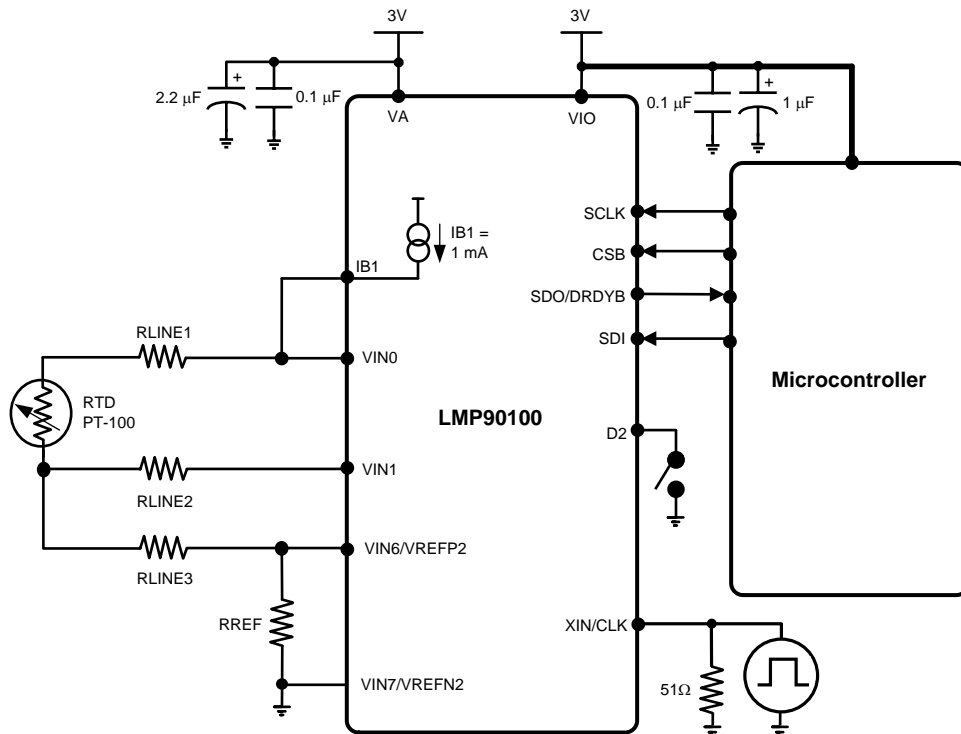 3V
3V
2.2 μF
+
0.1 μF
0.1 μF
+
1 μF
VA
VIO
SCLK
IB1 =
1 mA
CSB
IB1
SDO/DRDYB
RLINE1
SDI
VIN0
Microcontroller
RTD
PT-100
LMP90100
D2
VIN1
RLINE2
VIN6/VREFP2
RLINE3
RREF
XIN/CLK
VIN7/VREFN2
51Ω